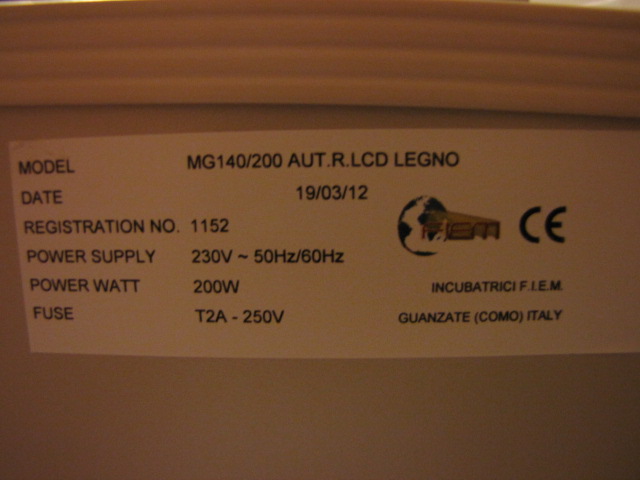 MODEL MG140/200 AUT.R.LCD LEGNO
DATE 19/03/12
REGISTRATION NO. 1152
POWER SUPPLY 230V ~ 50Hz/60Hz
POWER WATT 200W
FUSE T2A - 250V
FIEM
CE
INCUBATRICI F.I.E.M.
GUANZATE (COMO) ITALY